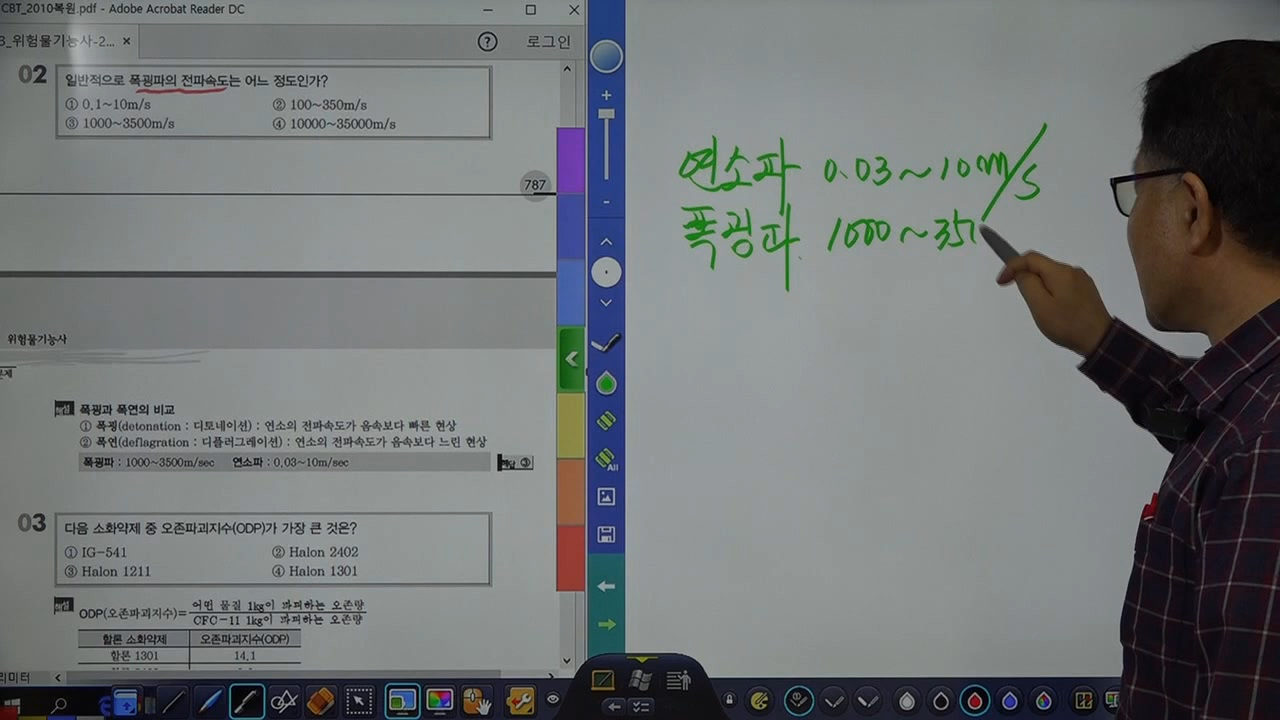 CBT_2010복원.pdf - Adobe Acrobat Reader DC
3_위험물기능사-2... ×
? 로그인
02 일반적으로 폭굉파의 전파속도는 어느 정도인가?
① 0.1~10m/s ② 100~350m/s
③ 1000~3500m/s ④ 10000~35000m/s
787
위험물기능사
해설 폭굉과 폭연의 비교
① 폭굉(detonation : 디토네이션) : 연소의 전파속도가 음속보다 빠른 현상
② 폭연(deflagration : 디플러그레이션) : 연소의 전파속도가 음속보다 느린 현상
폭굉파 : 1000~3500m/sec 연소파 : 0.03~10m/sec
③
03 다음 소화약제 중 오존파괴지수(ODP)가 가장 큰 것은?
① IG-541 ② Halon 2402
③ Halon 1211 ④ Halon 1301
해설
ODP(오존파괴지수)= 어떤 물질 1kg이 파괴하는 오존량
CFC-11 1kg이 파괴하는 오존량
할론 소화약제 오존파괴지수(ODP)
할론 1301 14.1
리미터
연소파 0.03~10m/s
폭굉파 1000~35
All